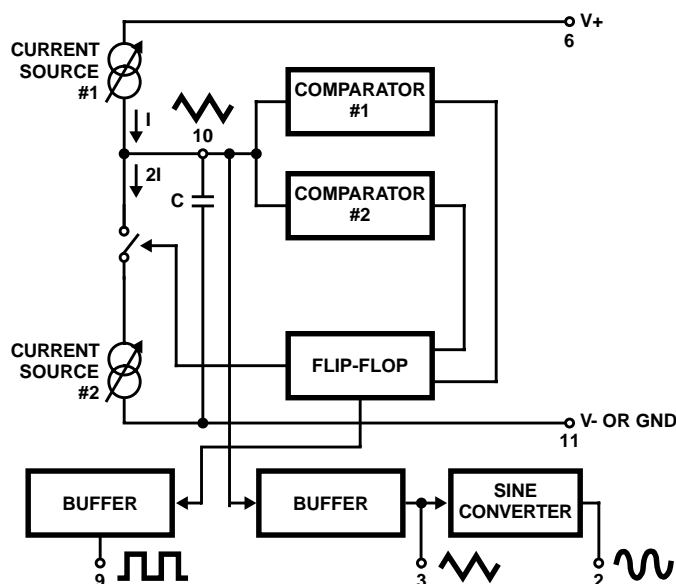 V+
6
CURRENT
SOURCE
#1
I
10
COMPARATOR
#1
2I
C
COMPARATOR
#2
CURRENT
SOURCE
#2
FLIP-FLOP
V- OR GND
11
BUFFER
BUFFER
SINE
CONVERTER
9
3
2